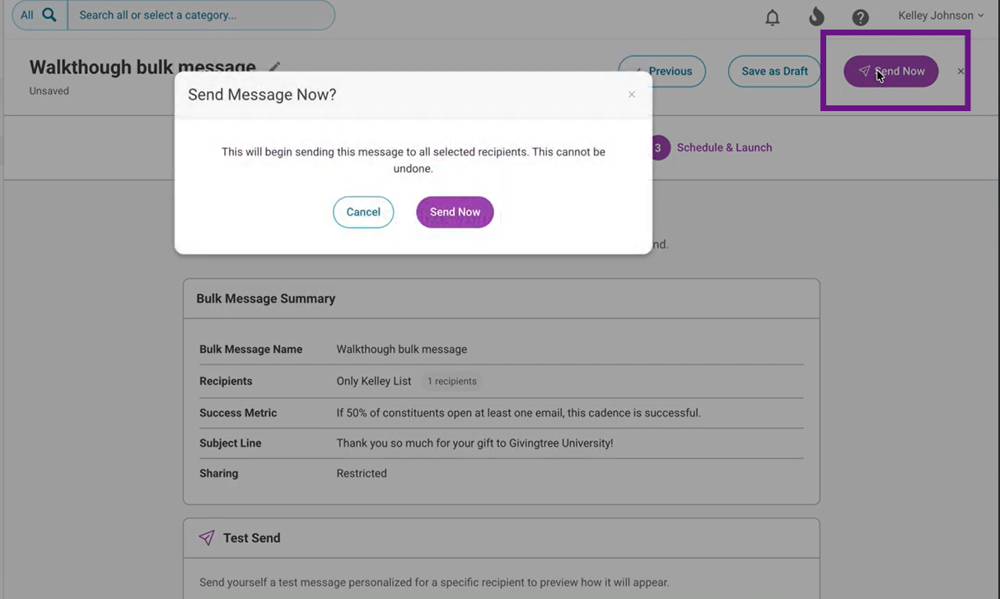 All
Search all or select a category...
Kelley Johnson
Walkthough bulk message
Unsaved
Previous
Save as Draft
Send Now
Send Message Now?
This will begin sending this message to all selected recipients. This cannot be
undone.
Cancel
Send Now
3 Schedule & Launch
nd.
Bulk Message Summary
Bulk Message Name Walkthough bulk message
Recipients Only Kelley List 1 recipients
Success Metric If 50% of constituents open at least one email, this cadence is successful.
Subject Line Thank you so much for your gift to Givingtree University!
Sharing Restricted
Test Send
Send yourself a test message personalized for a specific recipient to preview how it will appear.